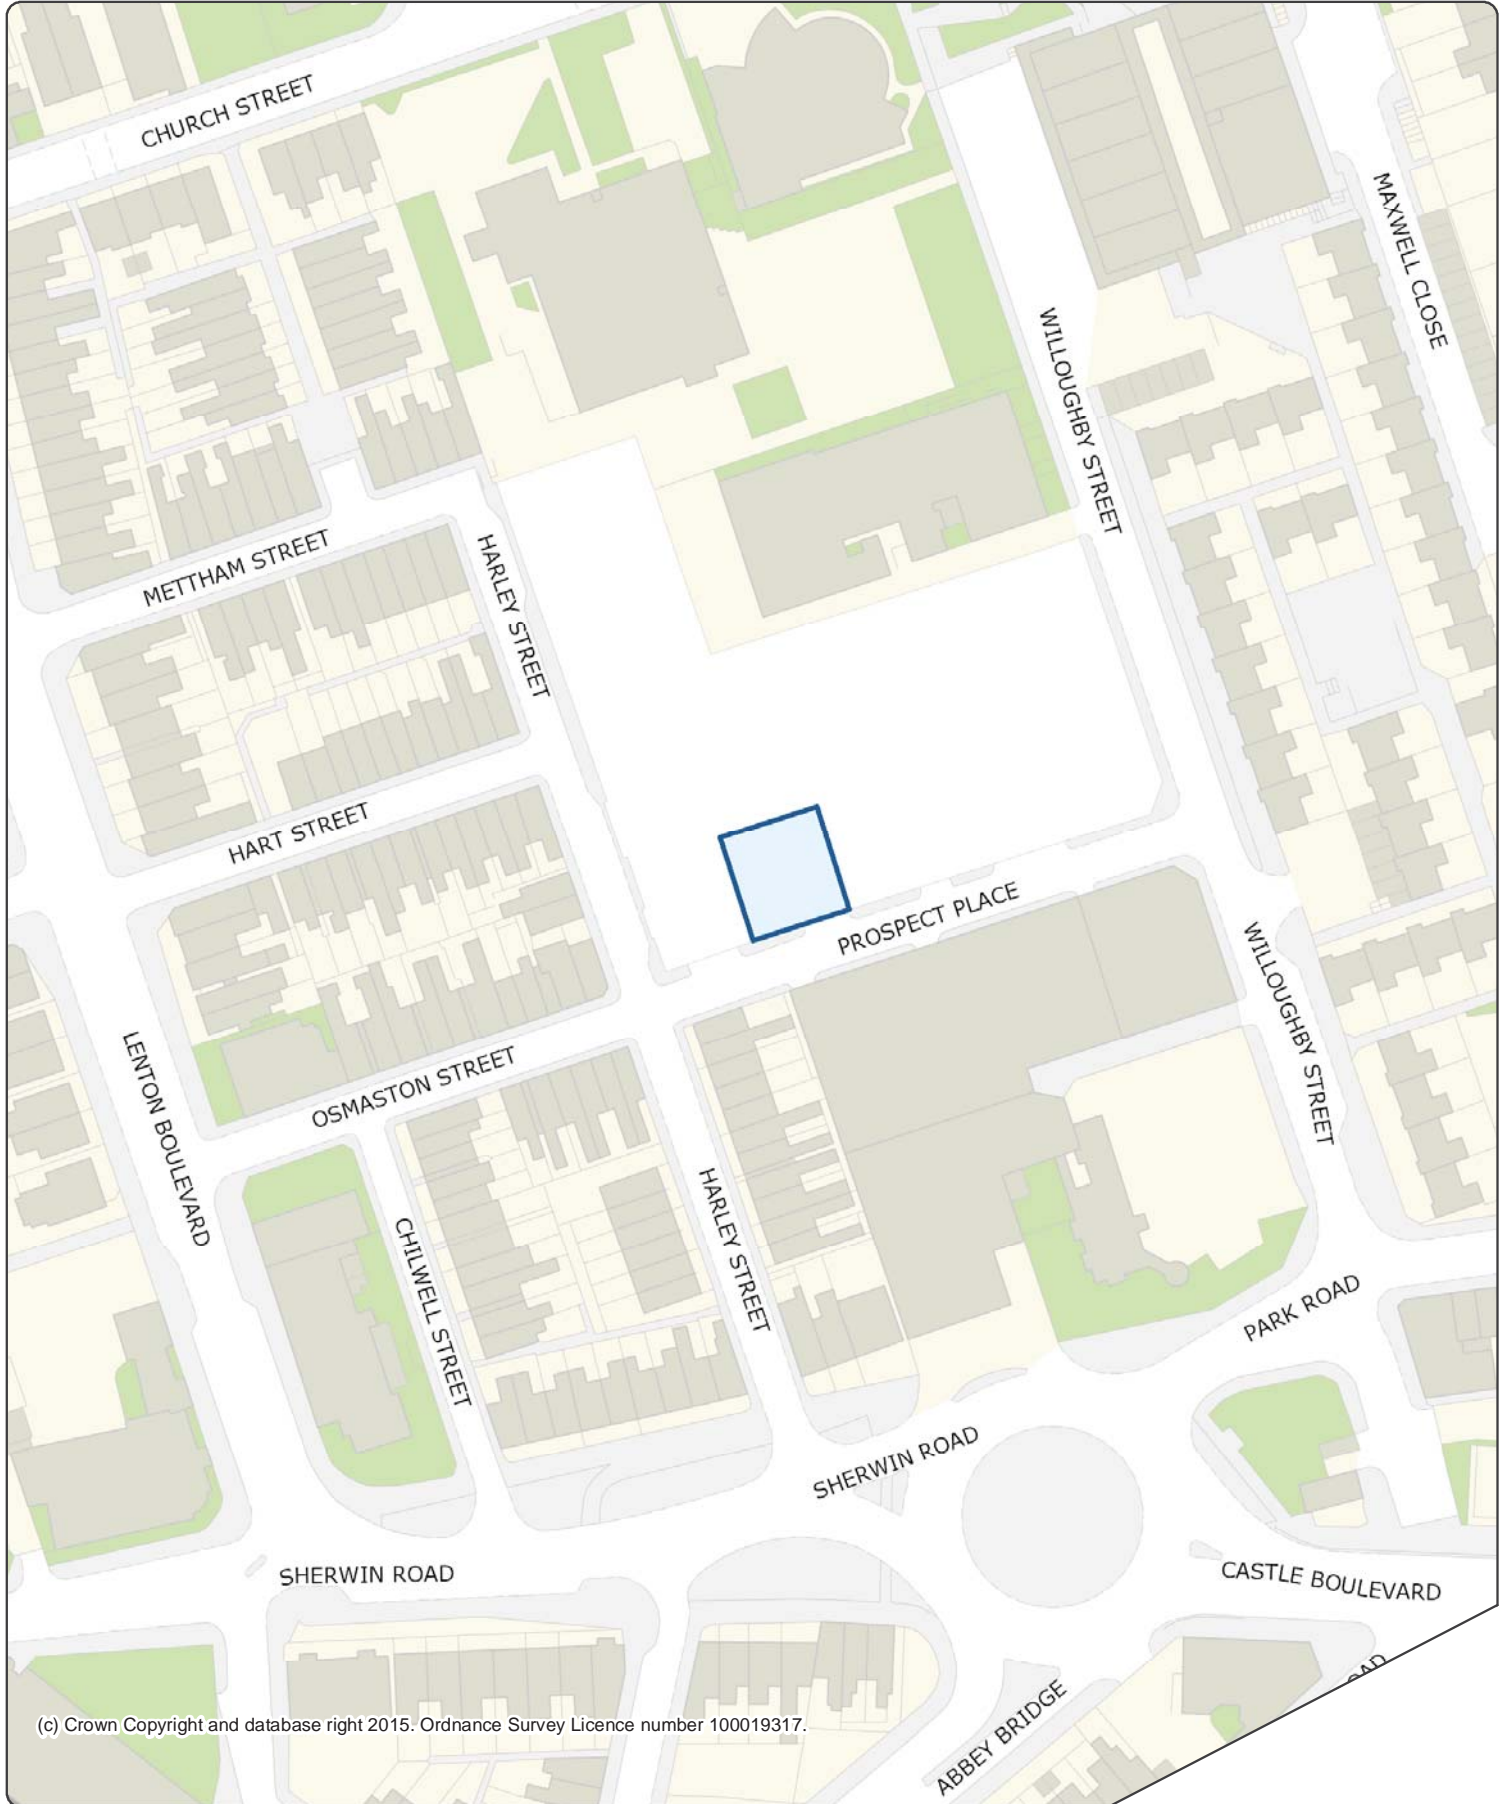 CHURCH STREET
MAXWELL CLOSE
WILLOUGHBY STREET
METTHAM STREET
HARLEY STREET
HART STREET
PROSPECT PLACE
WILLOUGHBY STREET
LENTON BOULEVARD
OSMASTON STREET
HARLEY STREET
CHILWELL STREET
PARK ROAD
SHERWIN ROAD
SHERWIN ROAD
CASTLE BOULEVARD
ABBEY BRIDGE
(c) Crown Copyright and database right 2015. Ordnance Survey Licence number 100019317.